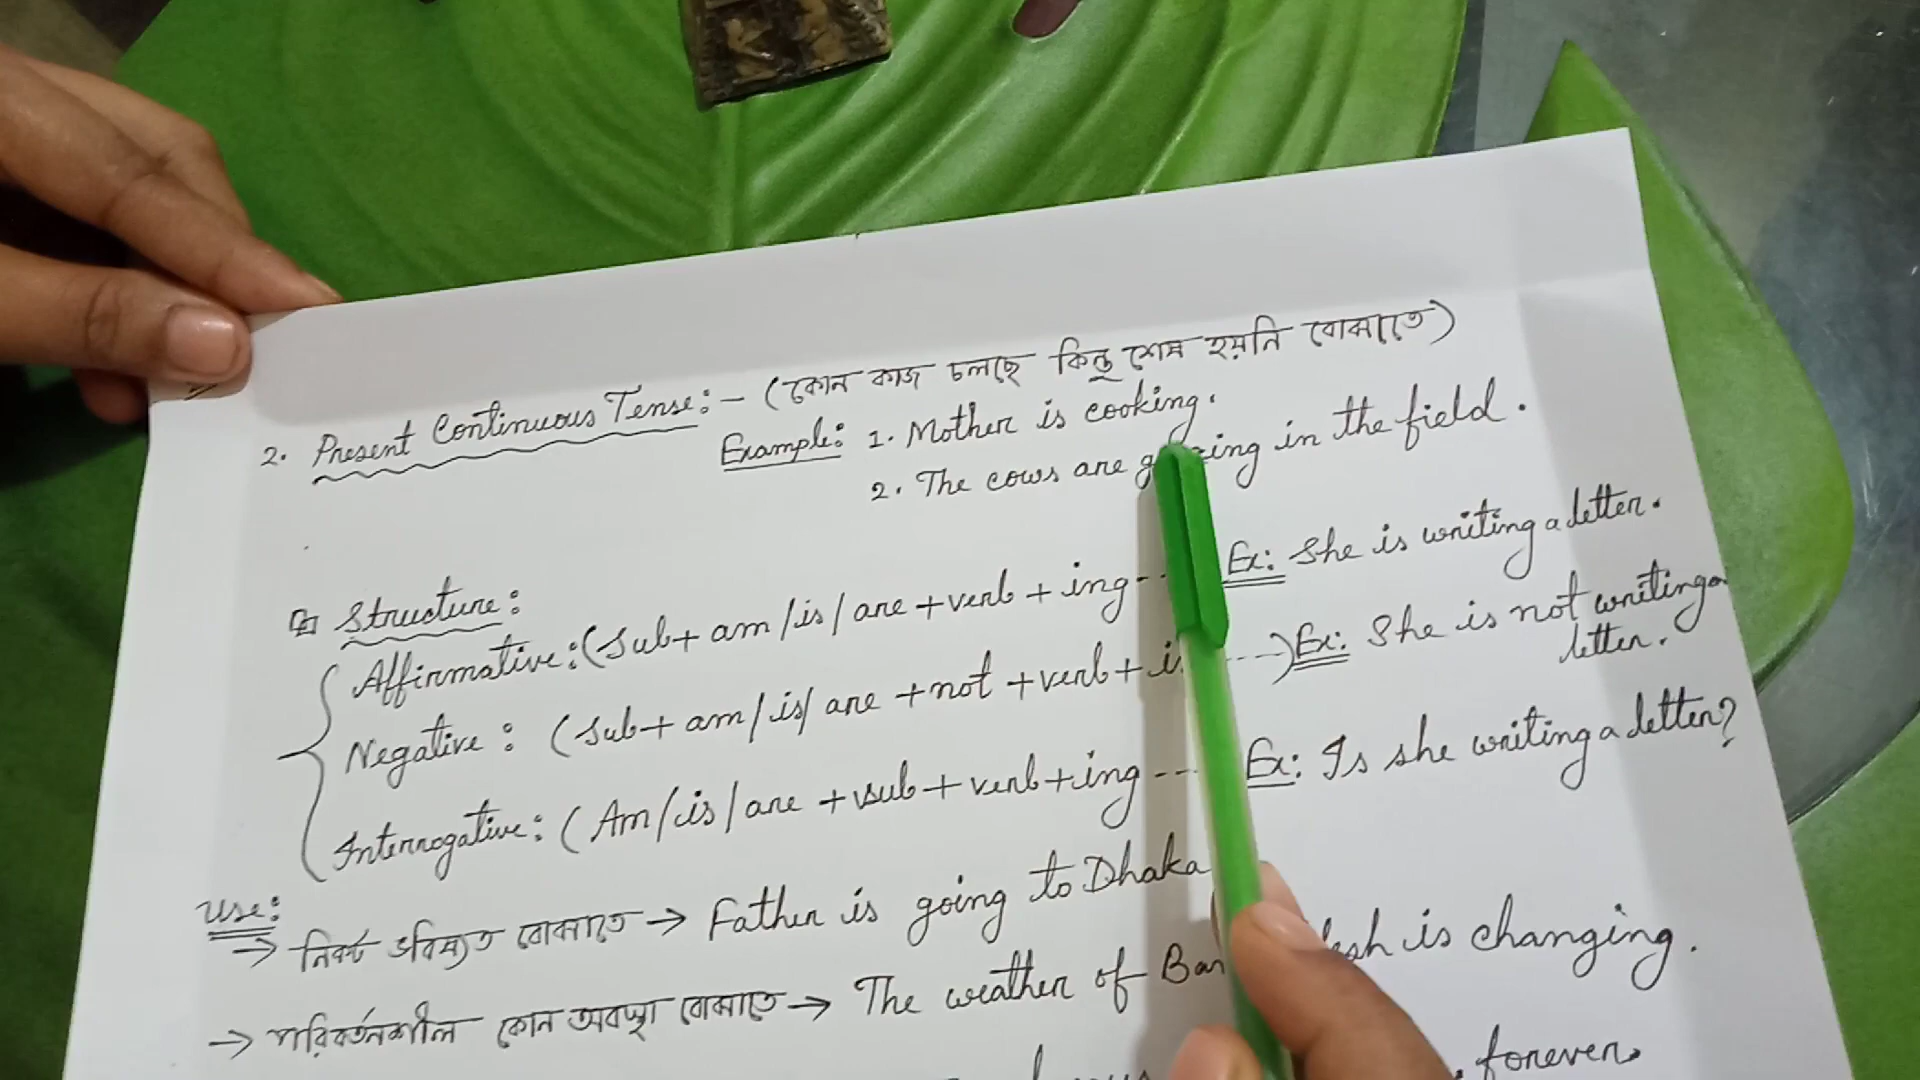 2. Present Continuous Tense:- (কোন কাজ চলছে কিন্তু শেষ হয়নি বোঝাতে)
Example: 1. Mother is cooking.
2. The cows are g zing in the field.
Structure:
Affirmative: (Sub + am / is / are + verb + ing --- Ex: She is writing a letter.
Negative: (Sub + am / is / are + not + verb + i ---) Ex: She is not writing a
letter.
Interrogative: (Am / is / are + sub + verb + ing --- Ex: Is she writing a letter?
Use:
→ নিকট ভবিষ্যত বোঝাতে → Father is going to Dhaka
→ পরিবর্তনশীল কোন অবস্থা বোঝাতে → The weather of Ban desh is changing.
forever.